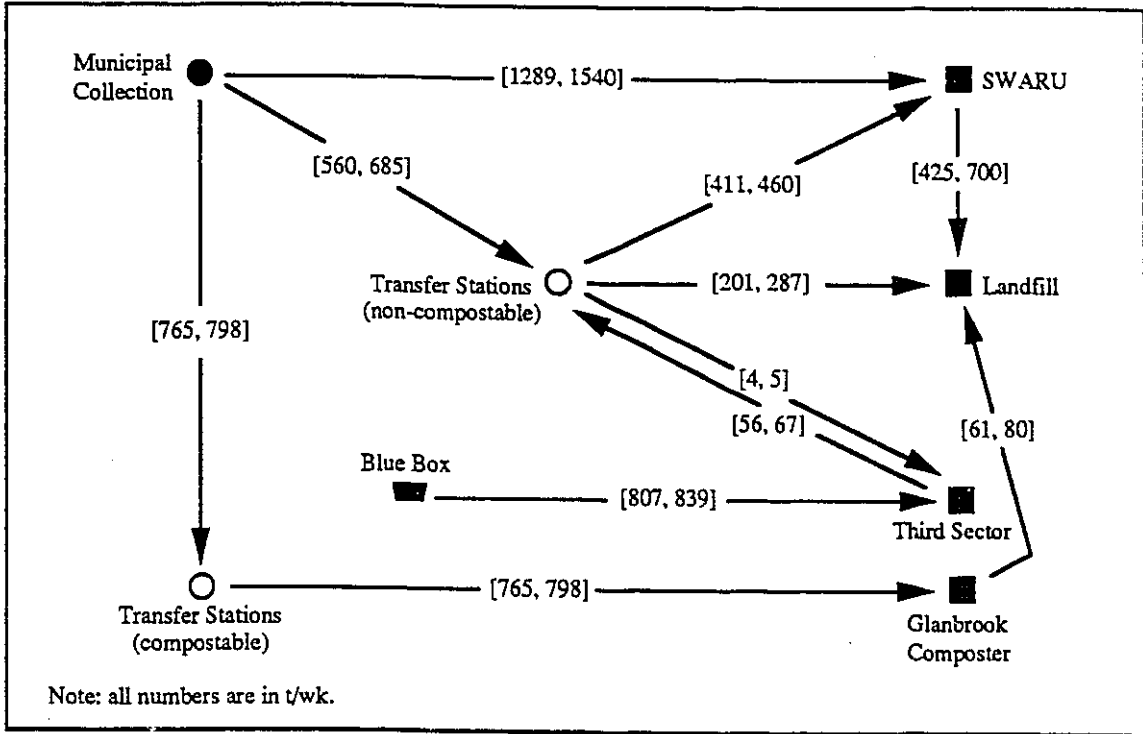 Municipal
Collection
[1289, 1540]
SWARU
[560, 685]
[411, 460]
[425, 700]
Transfer Stations
(non-compostable)
[201, 287]
Landfill
[765, 798]
[4, 5]
[56, 67]
[61, 80]
Blue Box
[807, 839]
Third Sector
[765, 798]
Transfer Stations
(compostable)
Glanbrook
Composter
Note: all numbers are in t/wk.